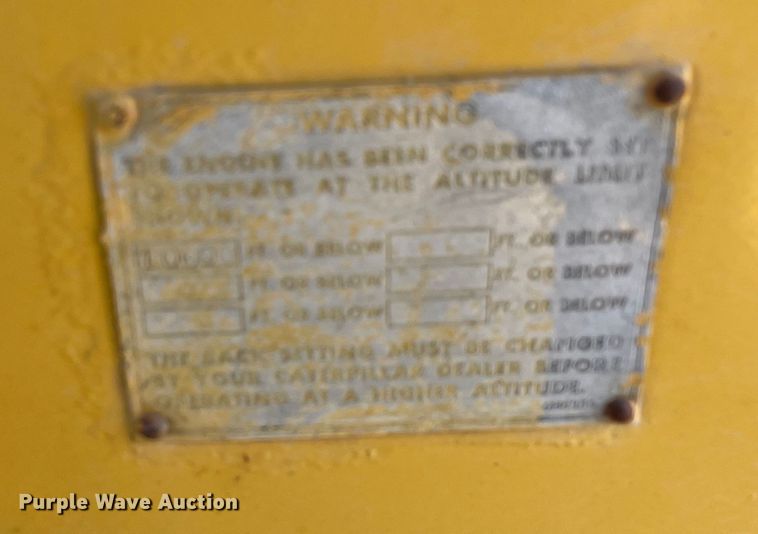 WARNING
THE ENGINE HAS BEEN CORRECTLY SET
TO OPERATE AT THE ALTITUDE LIMIT
SHOWN
FT. OR BELOW FT. OR BELOW
FT. OR BELOW FT. OR BELOW
FT. OR BELOW FT. OR BELOW
THE RACK SETTING MUST BE CHANGED
BY YOUR CATERPILLAR DEALER BEFORE
OPERATING AT A HIGHER ALTITUDE.
Purple Wave Auction